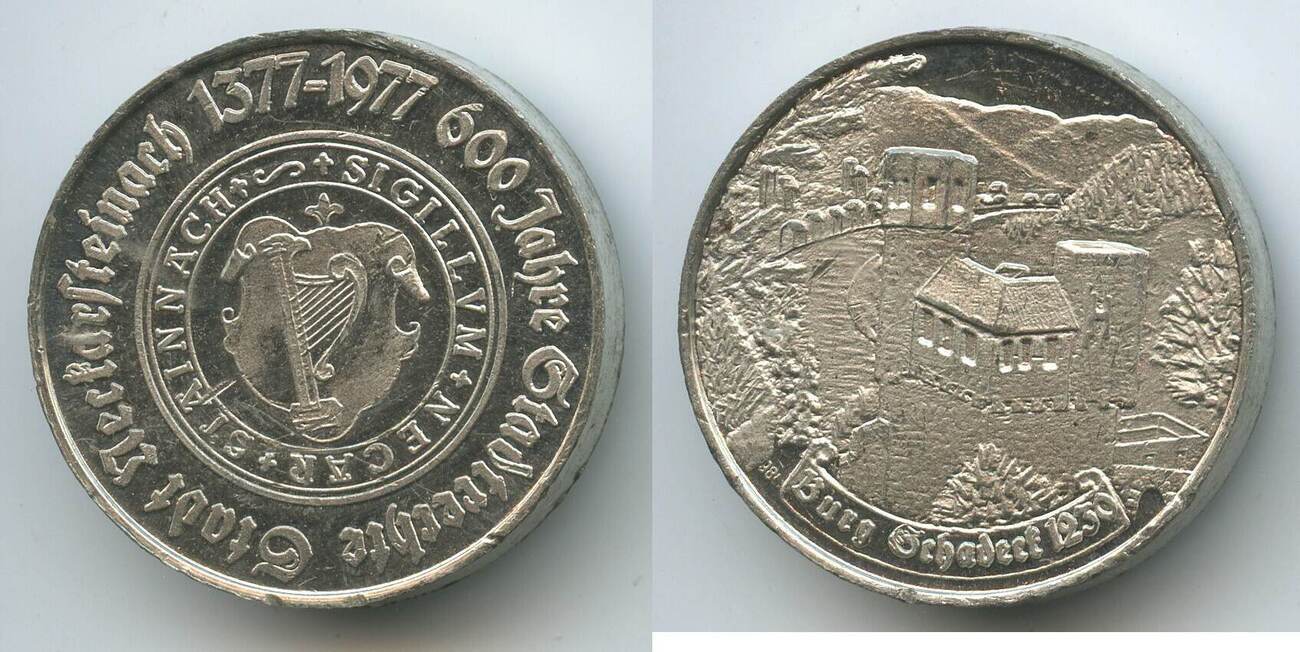 1377-1977 600 Jahre Stadtrechte Stadt Neckarsteinach
SIGILLVM NECAR STAINNACH
Burg Schadeck 1230